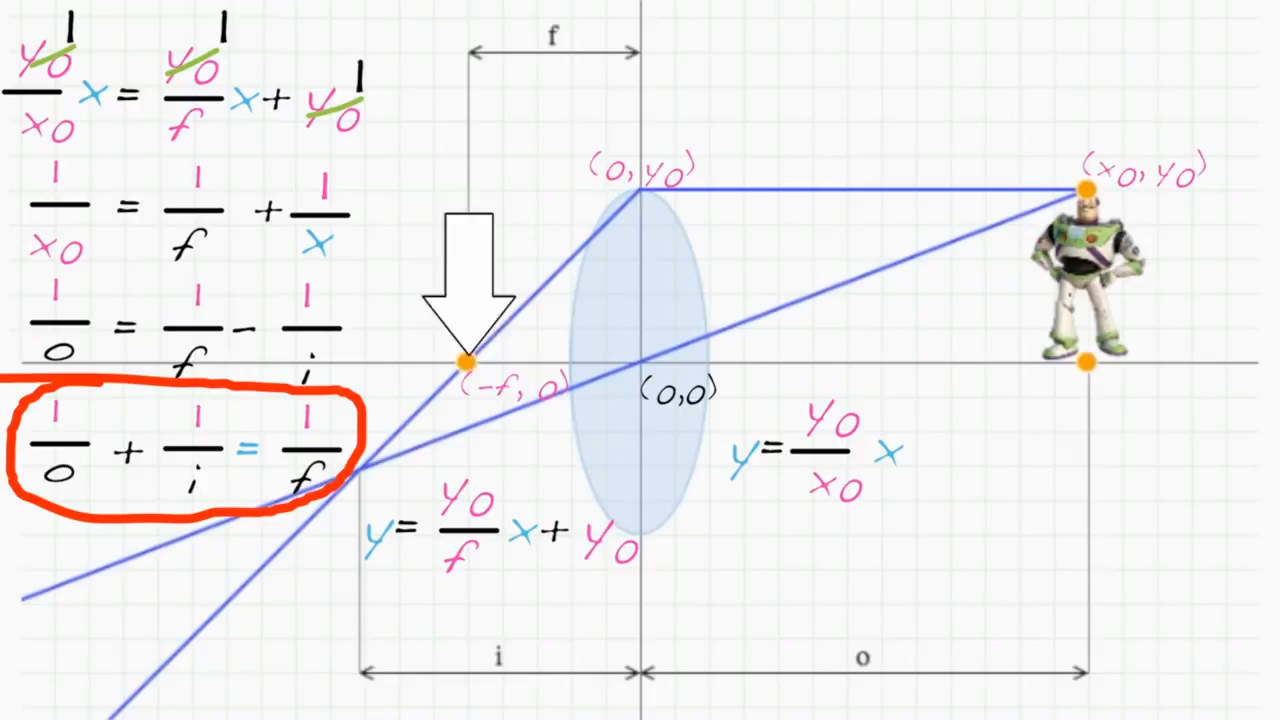 y0/x0 x = y0/f x + y0
1 1 1
1/x0 = 1/f + 1/x
1/o = 1/f - 1/i
1/o + 1/i = 1/f
f
(0, y0)
(x0, y0)
(-f, 0)
(0,0)
y = y0/x0 x
y = y0/f x + y0
i
o